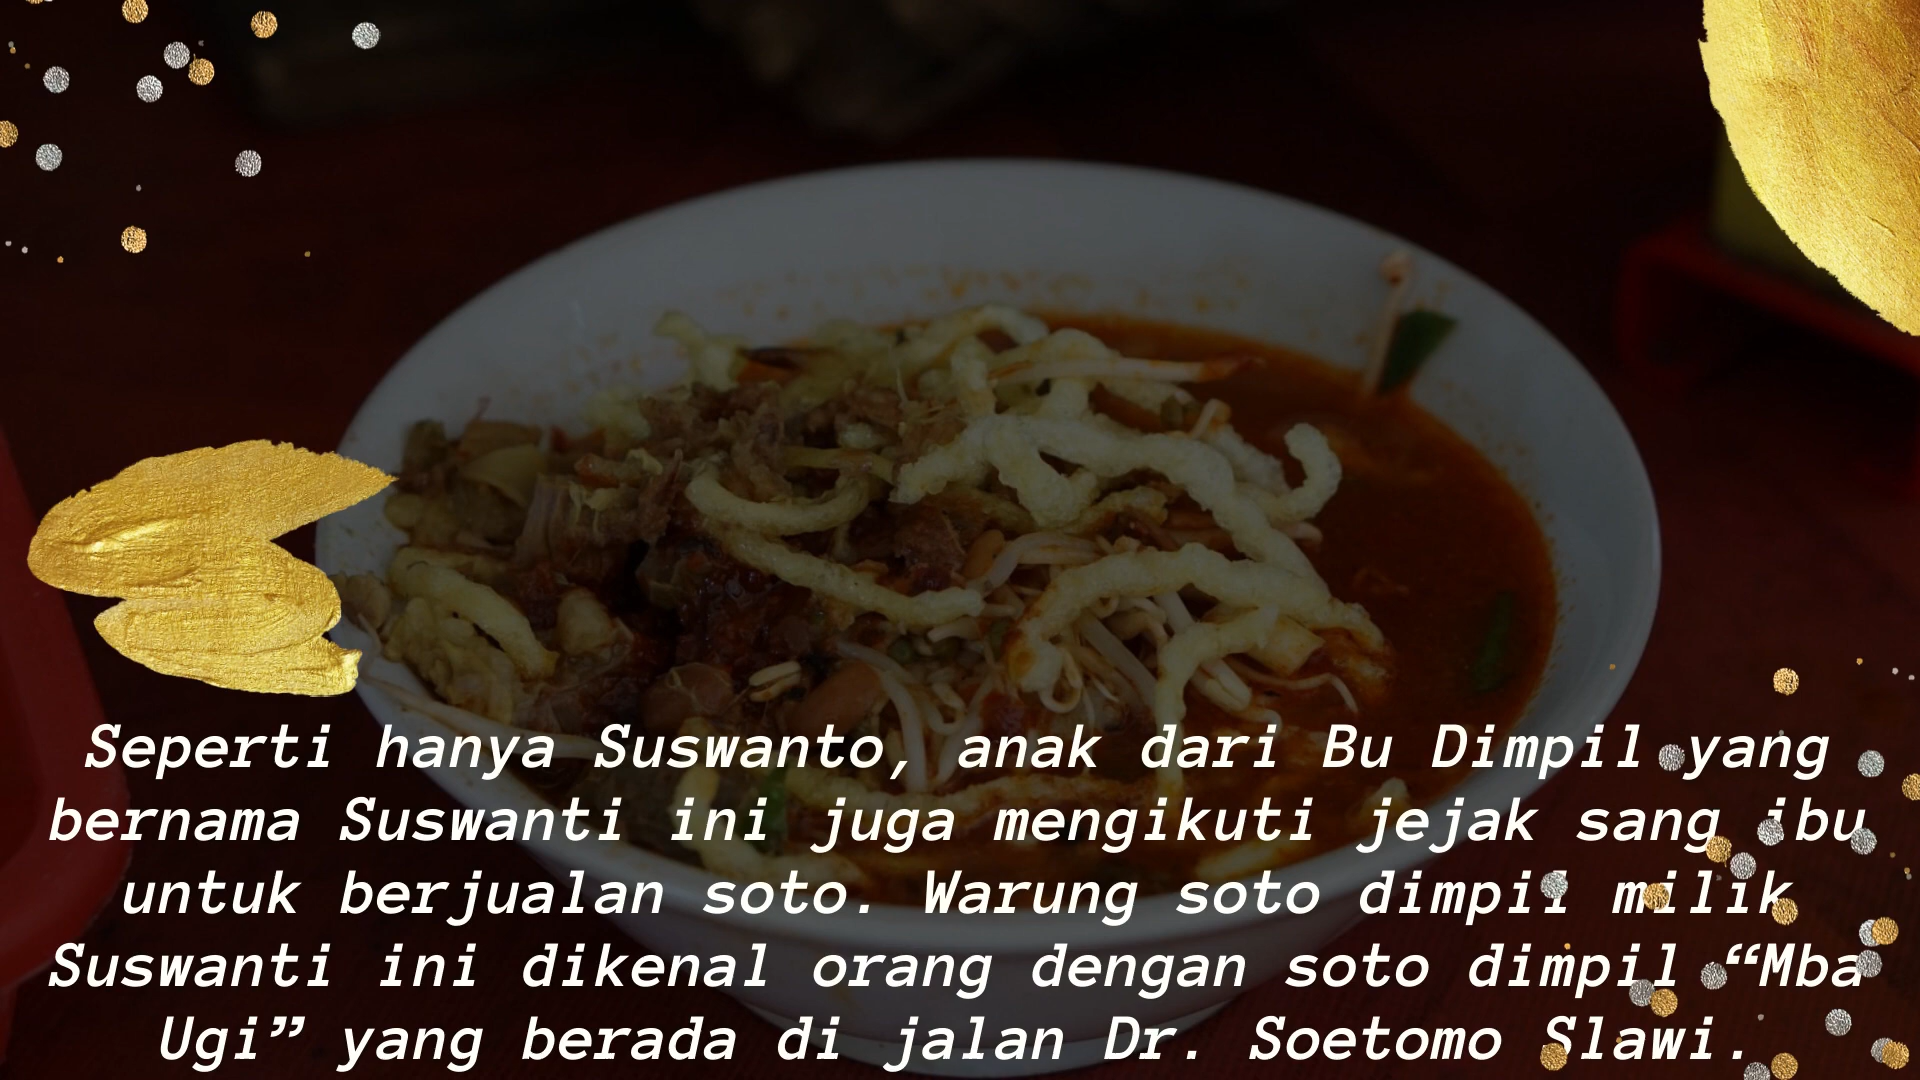 Seperti hanya Suswanto, anak dari Bu Dimpil yang
bernama Suswanti ini juga mengikuti jejak sang ibu
untuk berjualan soto. Warung soto dimpil milik
Suswanti ini dikenal orang dengan soto dimpil “Mba
Ugi” yang berada di jalan Dr. Soetomo Slawi.